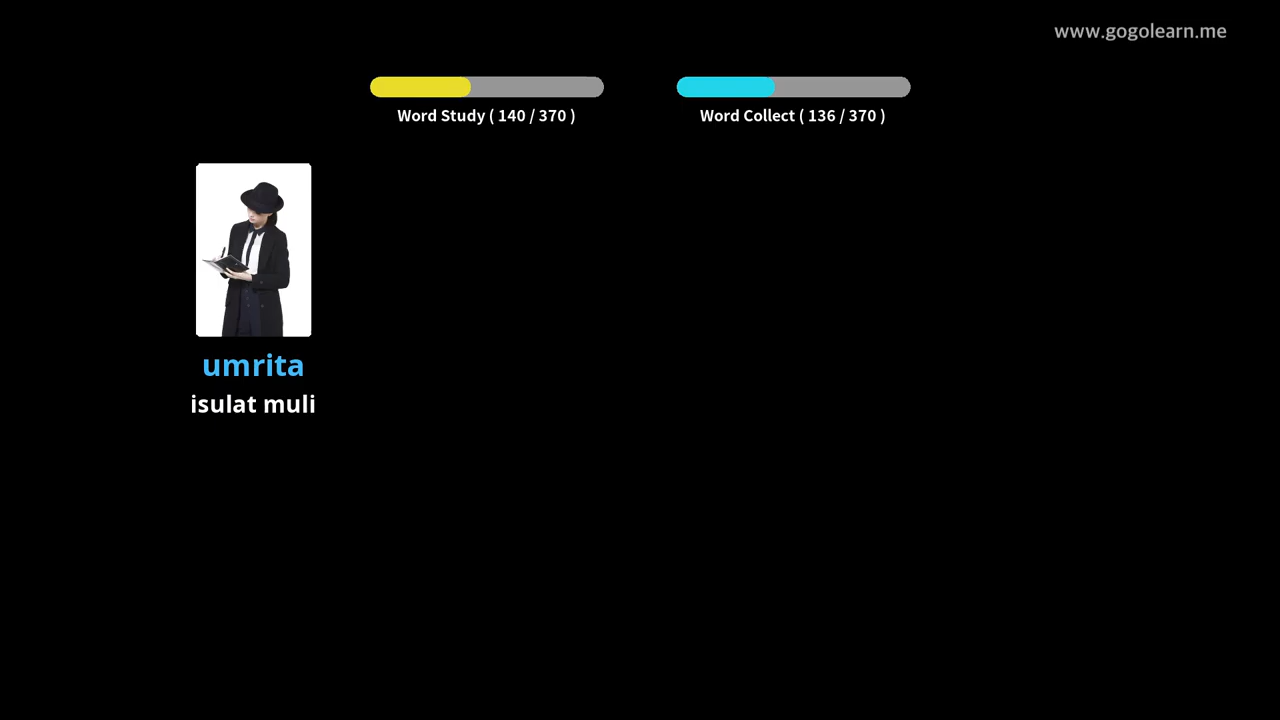 www.gogolearn.me
Word Study ( 140 / 370 )
Word Collect ( 136 / 370 )
umrita
isulat muli